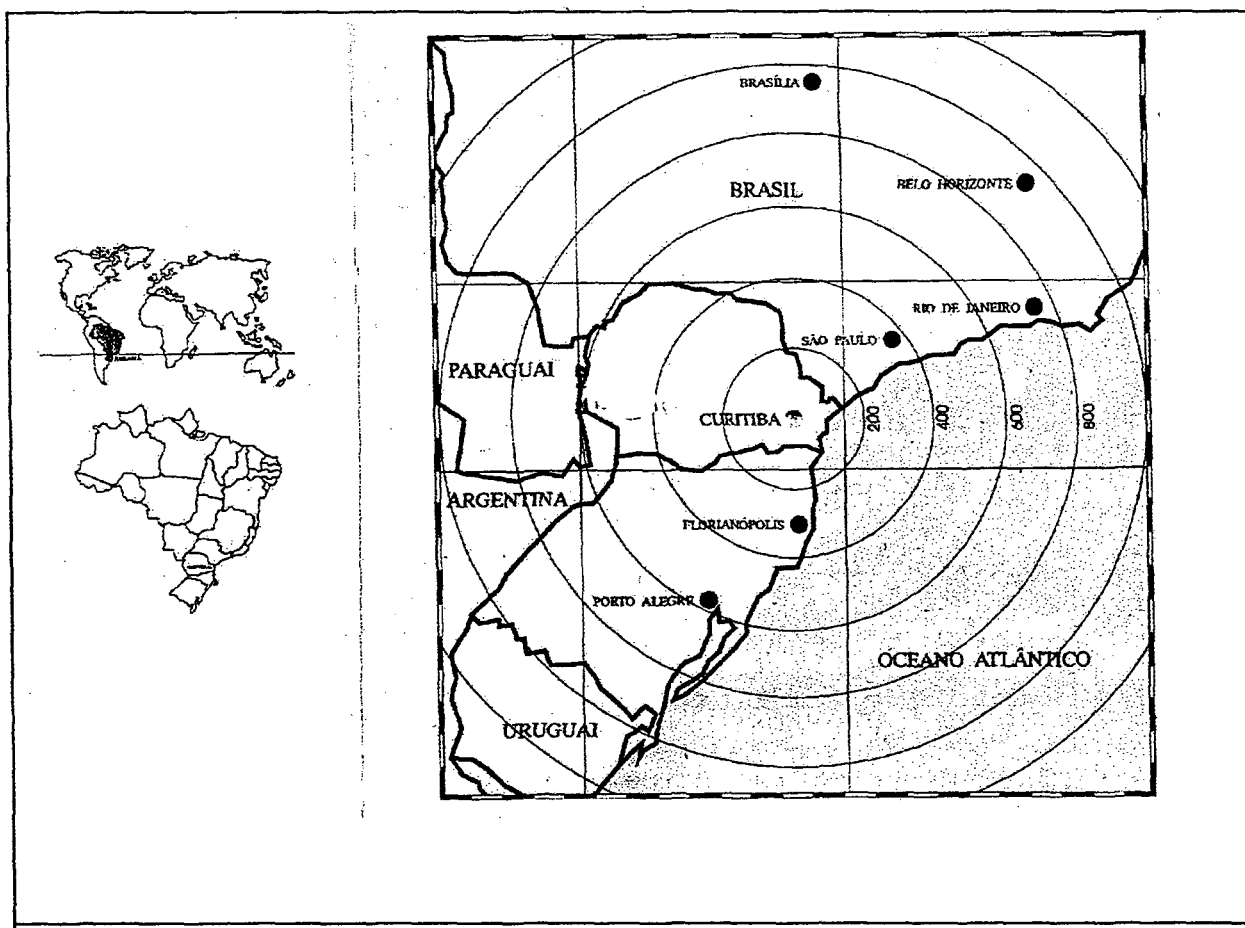 BRASÍLIA
BELO HORIZONTE
BRASIL
RIO DE JANEIRO
SÃO PAULO
PARAGUAI
CURITIBA
200
400
600
800
ARGENTINA
FLORIANÓPOLIS
PORTO ALEGRE
OCEANO ATLÂNTICO
URUGUAI